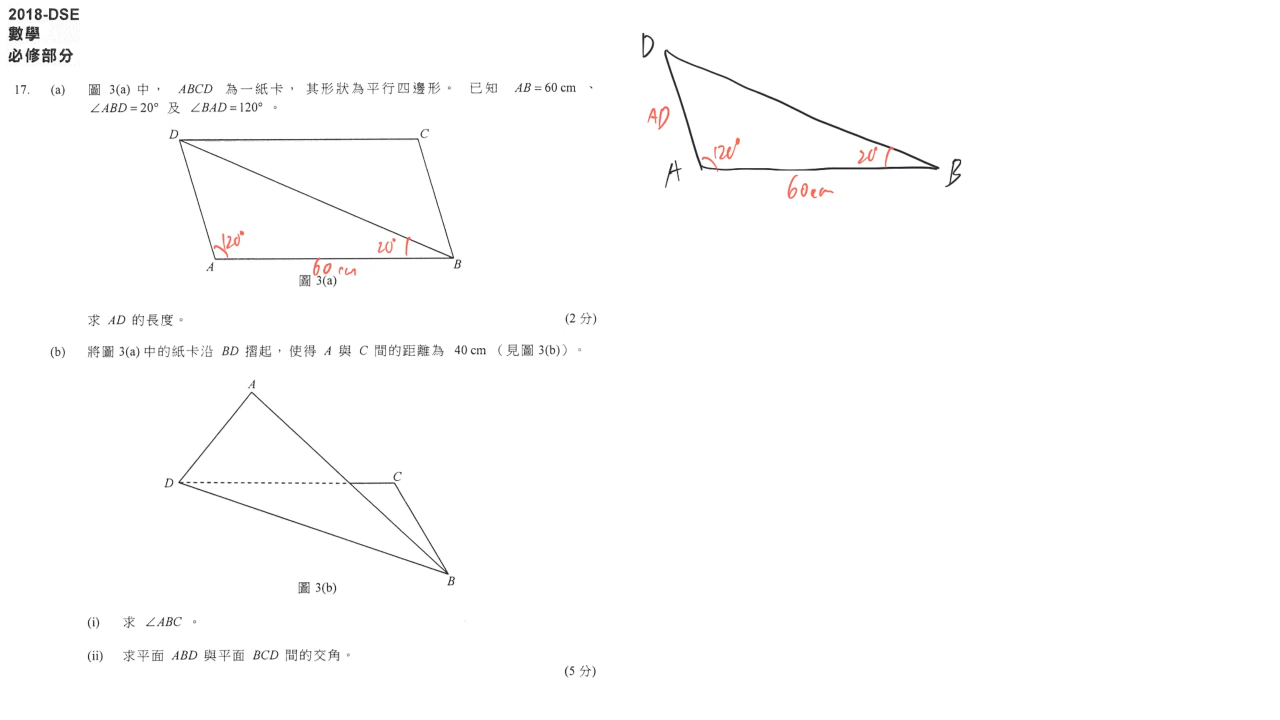 2018-DSE
數學
必修部分
17. (a) 圖 3(a) 中， ABCD 為一紙卡， 其形狀為平行四邊形。 已知 AB = 60 cm 、
∠ABD = 20° 及 ∠BAD = 120° 。
D C
120° 20°
A 60 cm B
圖 3(a)
求 AD 的長度。 (2 分)
(b) 將圖 3(a) 中的紙卡沿 BD 摺起，使得 A 與 C 間的距離為 40 cm （見圖 3(b)）。
A
D C
B
圖 3(b)
(i) 求 ∠ABC 。
(ii) 求平面 ABD 與平面 BCD 間的交角。
(5 分)
D
AD
120° 20°
A B
60cm